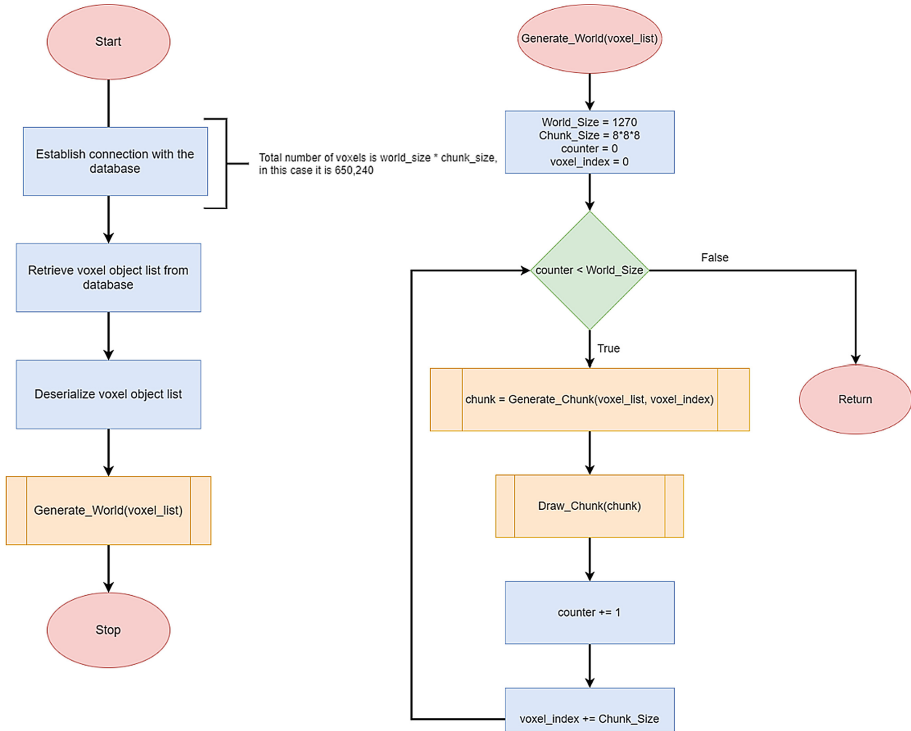 Start
Establish connection with the
database
Total number of voxels is world_size * chunk_size,
in this case it is 650,240
Retrieve voxel object list from
database
Deserialize voxel object list
Generate_World(voxel_list)
Stop
Generate_World(voxel_list)
World_Size = 1270
Chunk_Size = 8*8*8
counter = 0
voxel_index = 0
counter < World_Size
False
True
chunk = Generate_Chunk(voxel_list, voxel_index)
Return
Draw_Chunk(chunk)
counter += 1
voxel_index += Chunk_Size